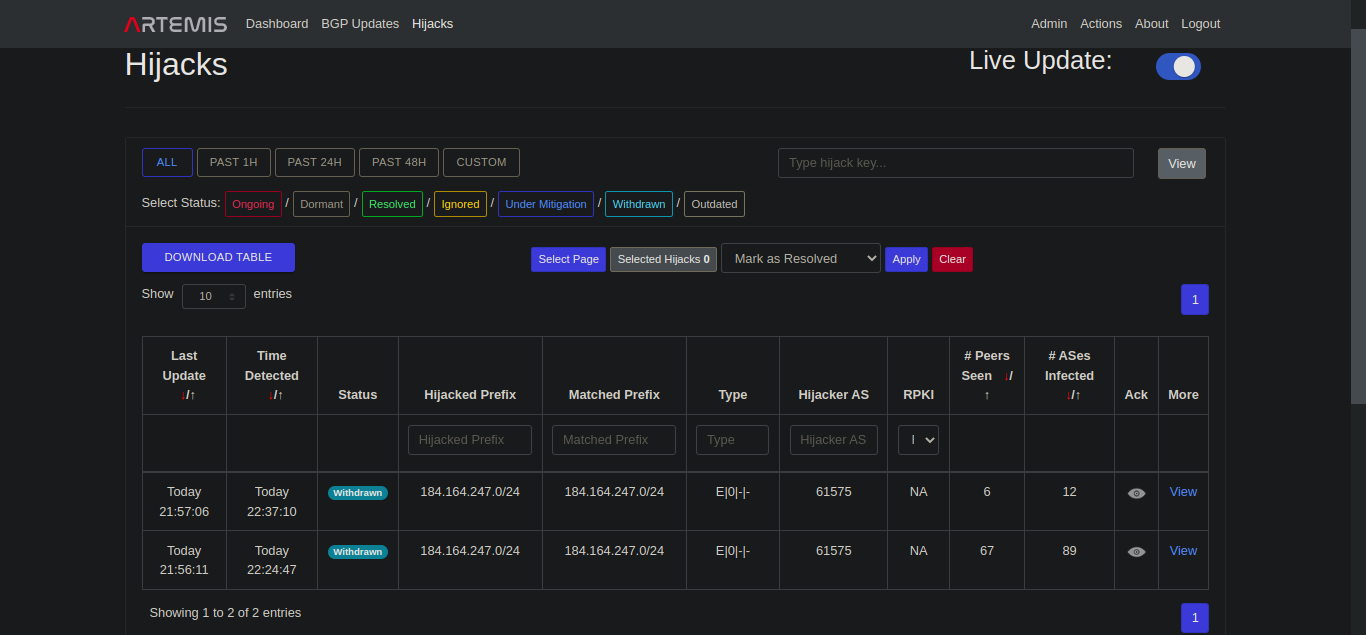 ARTEMIS Dashboard BGP Updates Hijacks Admin Actions About Logout
Hijacks Live Update:
ALL PAST 1H PAST 24H PAST 48H CUSTOM Type hijack key... View
Select Status: Ongoing / Dormant / Resolved / Ignored / Under Mitigation / Withdrawn / Outdated
DOWNLOAD TABLE Select Page Selected Hijacks 0 Mark as Resolved Apply Clear
Show 10 entries 1
Last Time # Peers # ASes
Update Detected Seen ↓/ Infected
↓/↑ ↓/↑ Status Hijacked Prefix Matched Prefix Type Hijacker AS RPKI ↑ ↓/↑ Ack More
Hijacked Prefix Matched Prefix Type Hijacker AS
Today Today Withdrawn 184.164.247.0/24 184.164.247.0/24 E|0|-|- 61575 NA 6 12 View
21:57:06 22:37:10
Today Today Withdrawn 184.164.247.0/24 184.164.247.0/24 E|0|-|- 61575 NA 67 89 View
21:56:11 22:24:47
Showing 1 to 2 of 2 entries 1